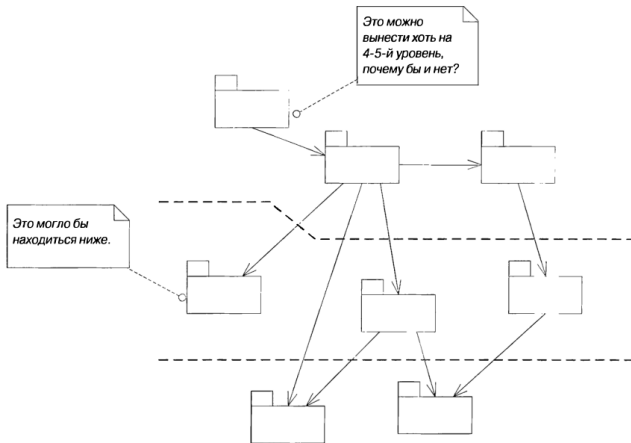 Это можно
вынести хоть на
4-5-й уровень,
почему бы и нет?
Это могло бы
находиться ниже.